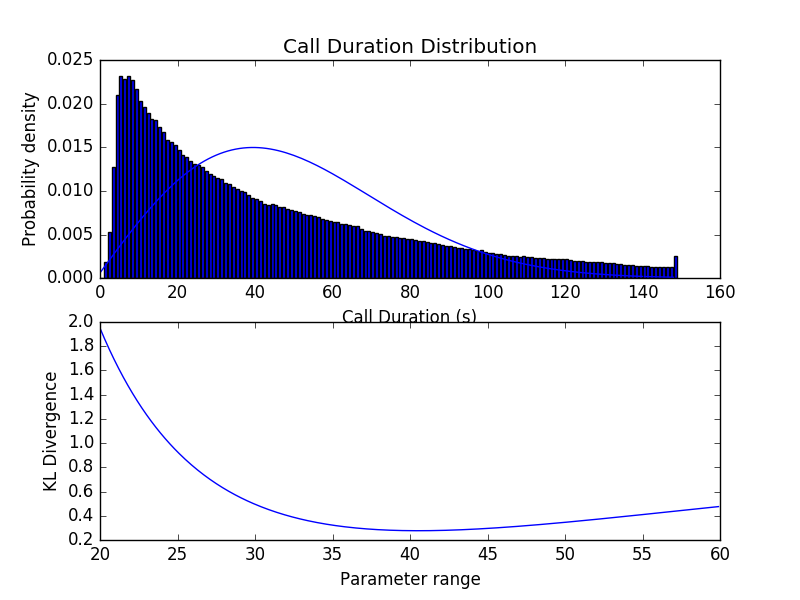 Call Duration Distribution
0.025
0.020
0.015
0.010
0.005
0.000
Probability density
0 20 40 60 80 100 120 140 160
Call Duration (s)
2.0
1.8
1.6
1.4
1.2
1.0
0.8
0.6
0.4
0.2
KL Divergence
20 25 30 35 40 45 50 55 60
Parameter range